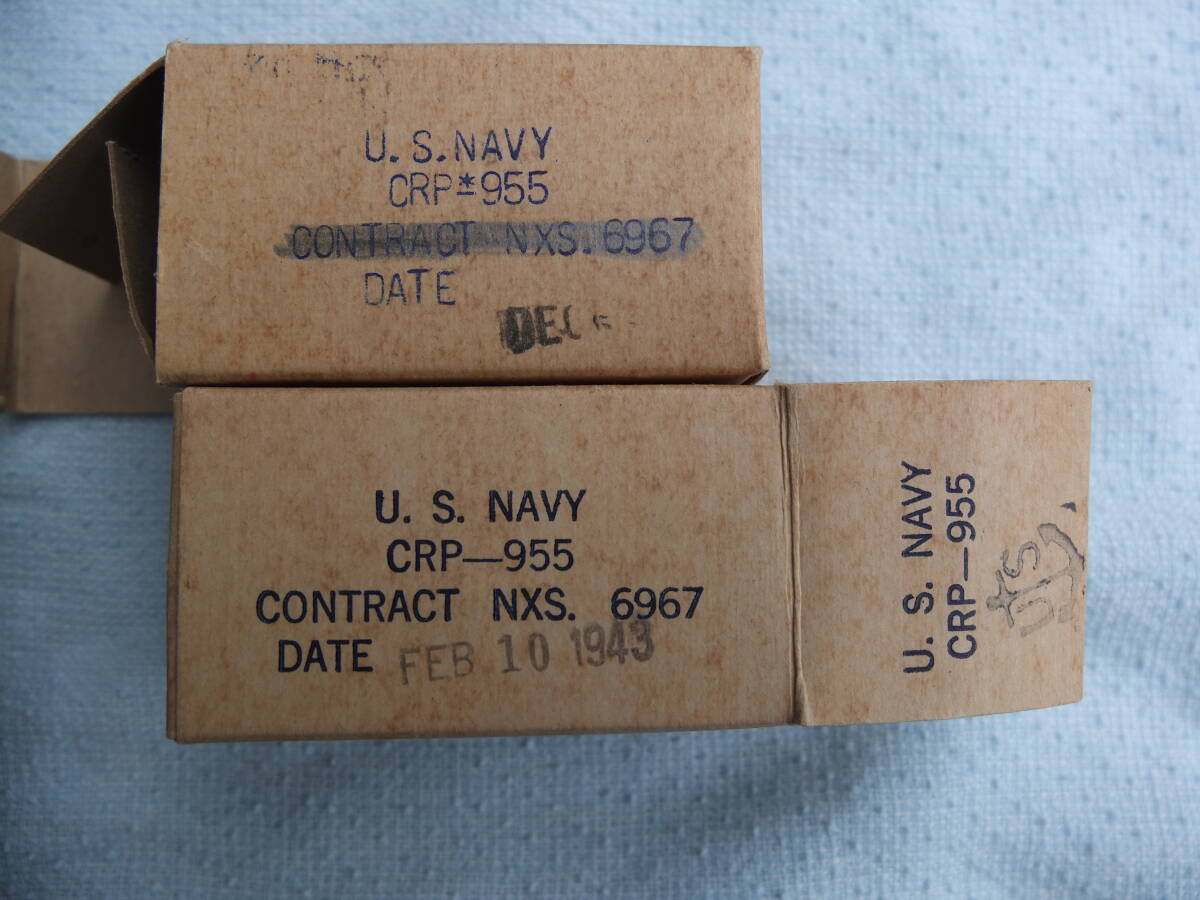 U. S. NAVY
CRP*955
CONTRACT NXS. 6967
DATE
DEC
U. S. NAVY
CRP—955
CONTRACT NXS. 6967
DATE FEB 10 1943
U. S. NAVY
CRP—955